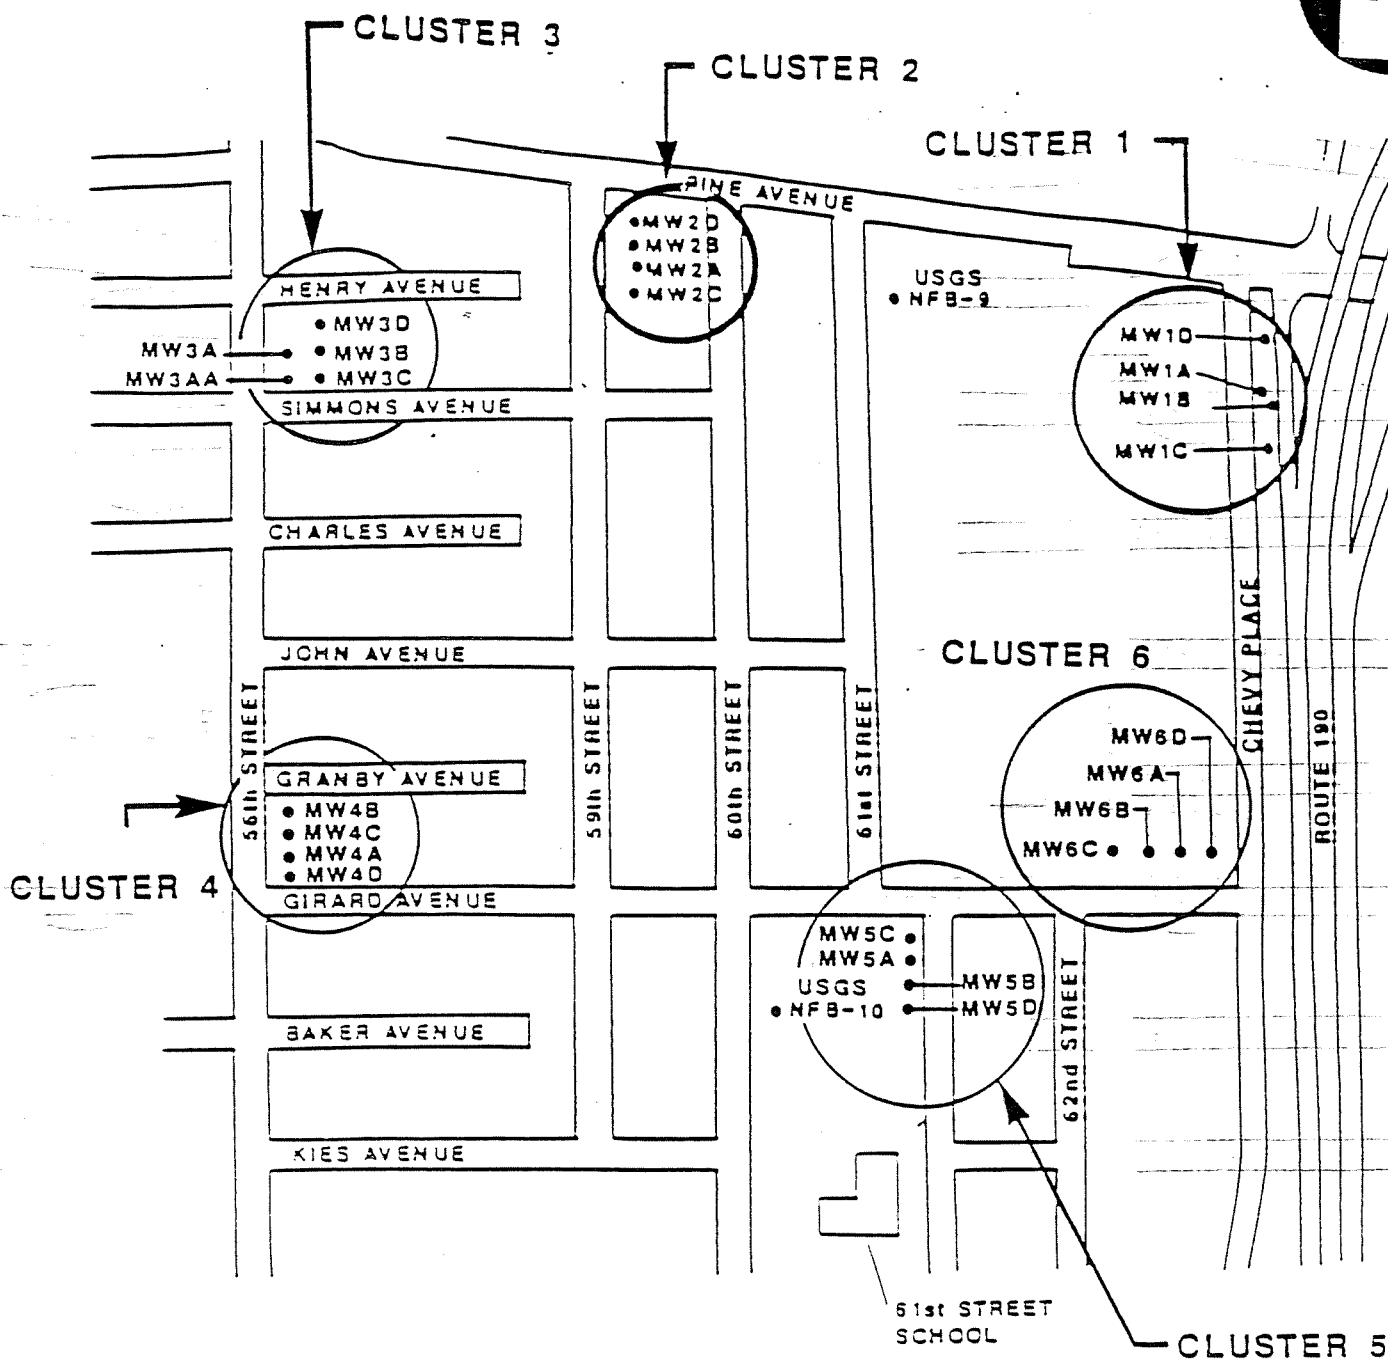 CLUSTER 3
CLUSTER 2
CLUSTER 1
PINE AVENUE
MW2D
MW2B
MW2A
MW2C
USGS
NFB-9
HENRY AVENUE
MW3D
MW3A
MW3B
MW3AA
MW3C
SIMMONS AVENUE
MW1D
MW1A
MW1B
MW1C
CHARLES AVENUE
JOHN AVENUE
CLUSTER 6
CHEVY PLACE
56th STREET
59th STREET
60th STREET
61st STREET
ROUTE 190
GRANBY AVENUE
MW4B
MW4C
MW4A
MW4D
CLUSTER 4
GIRARD AVENUE
MW6D
MW6A
MW6B
MW6C
MW5C
MW5A
USGS
NFB-10
MW5B
MW5D
62nd STREET
BAKER AVENUE
KIES AVENUE
61st STREET
SCHOOL
CLUSTER 5